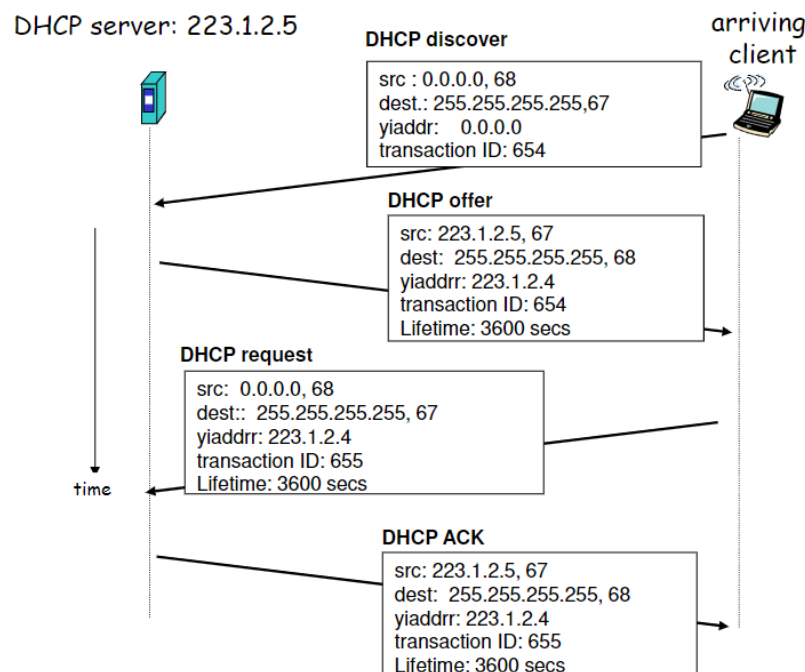 DHCP server: 223.1.2.5
arriving
client
DHCP discover
src : 0.0.0.0, 68
dest.: 255.255.255.255,67
yiaddr: 0.0.0.0
transaction ID: 654
DHCP offer
src: 223.1.2.5, 67
dest: 255.255.255.255, 68
yiaddrr: 223.1.2.4
transaction ID: 654
Lifetime: 3600 secs
DHCP request
src: 0.0.0.0, 68
dest:: 255.255.255.255, 67
yiaddrr: 223.1.2.4
transaction ID: 655
Lifetime: 3600 secs
time
DHCP ACK
src: 223.1.2.5, 67
dest: 255.255.255.255, 68
yiaddrr: 223.1.2.4
transaction ID: 655
Lifetime: 3600 secs